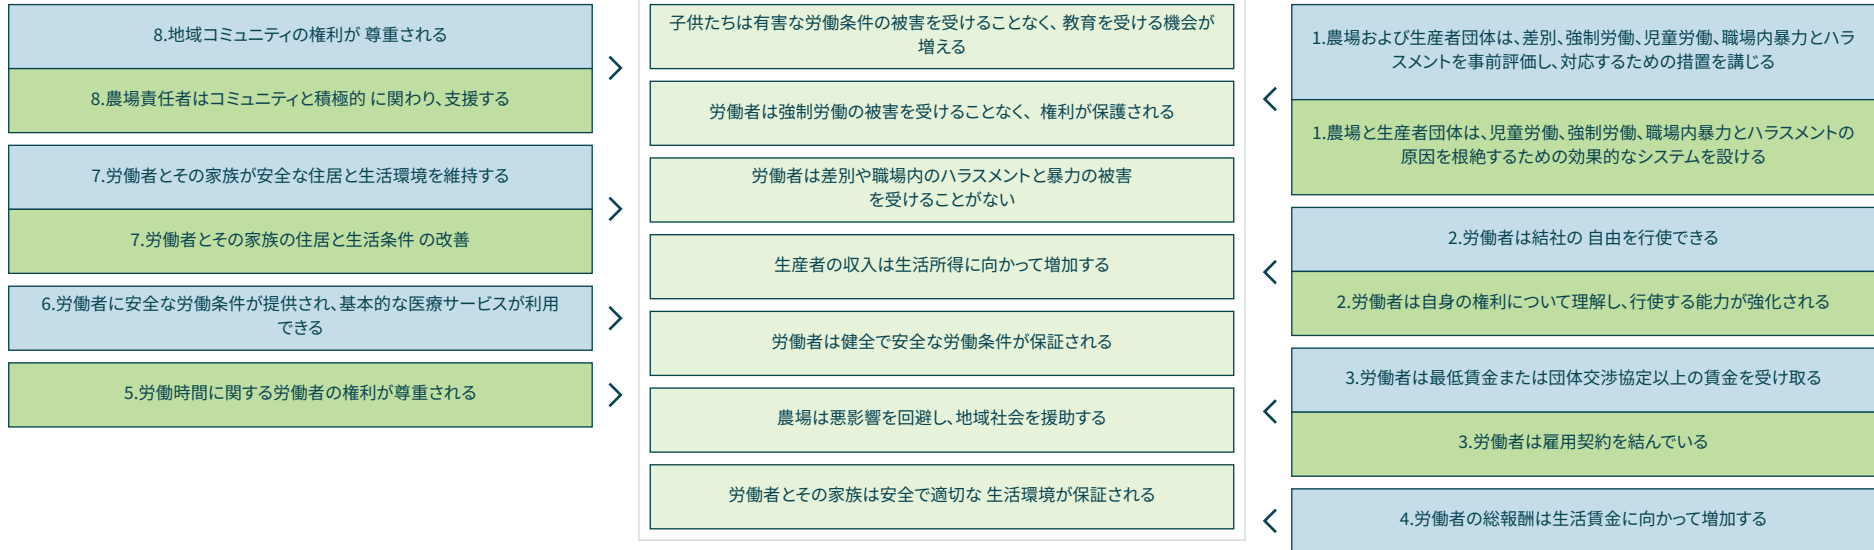 8.地域コミュニティの権利が 尊重される
8.農場責任者はコミュニティと積極的 に関わり、支援する
7.労働者とその家族が安全な住居と生活環境を維持する
7.労働者とその家族の住居と生活条件 の改善
6.労働者に安全な労働条件が提供され、基本的な医療サービスが利用
できる
5.労働時間に関する労働者の権利が尊重される
子供たちは有害な労働条件の被害を受けることなく、教育を受ける機会が
増える
労働者は強制労働の被害を受けることなく、 権利が保護される
労働者は差別や職場内のハラスメントと暴力の被害
を受けることがない
生産者の収入は生活所得に向かって増加する
労働者は健全で安全な労働条件が保証される
農場は悪影響を回避し、地域社会を援助する
労働者とその家族は安全で適切な 生活環境が保証される
1.農場および生産者団体は、差別、強制労働、児童労働、職場内暴力とハラ
スメントを事前評価し、対応するための措置を講じる
1.農場と生産者団体は、児童労働、強制労働、職場内暴力とハラスメントの
原因を根絶するための効果的なシステムを設ける
2.労働者は結社の 自由を行使できる
2.労働者は自身の権利について理解し、行使する能力が強化される
3.労働者は最低賃金または団体交渉協定以上の賃金を受け取る
3.労働者は雇用契約を結んでいる
4.労働者の総報酬は生活賃金に向かって増加する